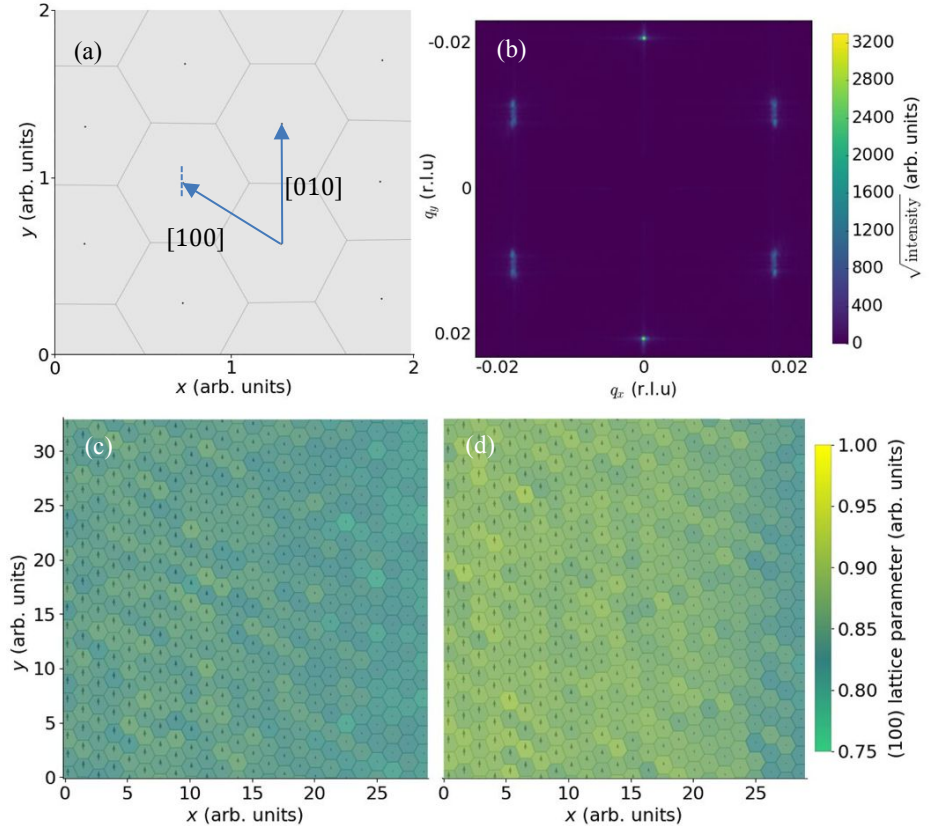 (a)
2
1
0
y (arb. units)
[010]
[100]
0
1
2
x (arb. units)
(b)
-0.02
0
0.02
q_y (r.l.u)
-0.02
0
0.02
q_x (r.l.u)
3200
2800
2400
2000
1600
1200
800
400
0
√intensity (arb. units)
(c)
30
25
20
15
10
5
0
y (arb. units)
0 5 10 15 20 25
x (arb. units)
(d)
0 5 10 15 20 25
x (arb. units)
1.00
0.95
0.90
0.85
0.80
0.75
(100) lattice parameter (arb. units)